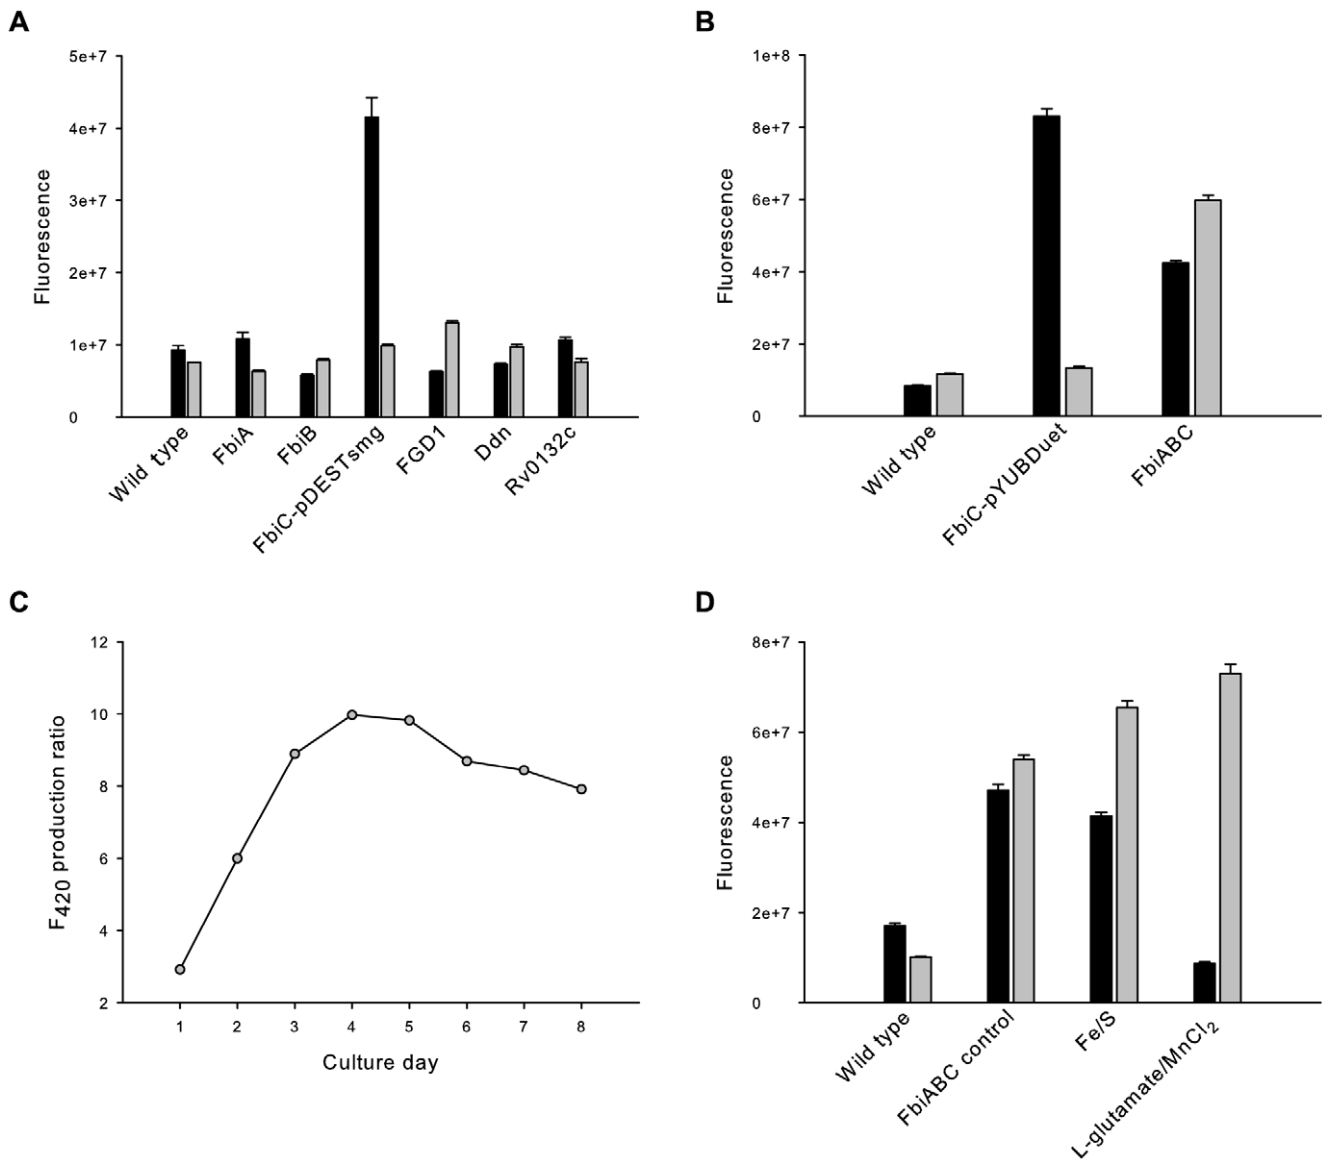 A
5e+7
4e+7
3e+7
2e+7
1e+7
0
Fluorescence
Wild type
FbiA
FbiB
FbiC-pDESTsmg
FGD1
Ddn
Rv0132c
B
1e+8
8e+7
6e+7
4e+7
2e+7
0
Fluorescence
Wild type
FbiC-pYUBDuet
FbiABC
C
12
10
8
6
4
2
F420 production ratio
1 2 3 4 5 6 7 8
Culture day
D
8e+7
6e+7
4e+7
2e+7
0
Fluorescence
Wild type
FbiABC control
Fe/S
L-glutamate/MnCl2